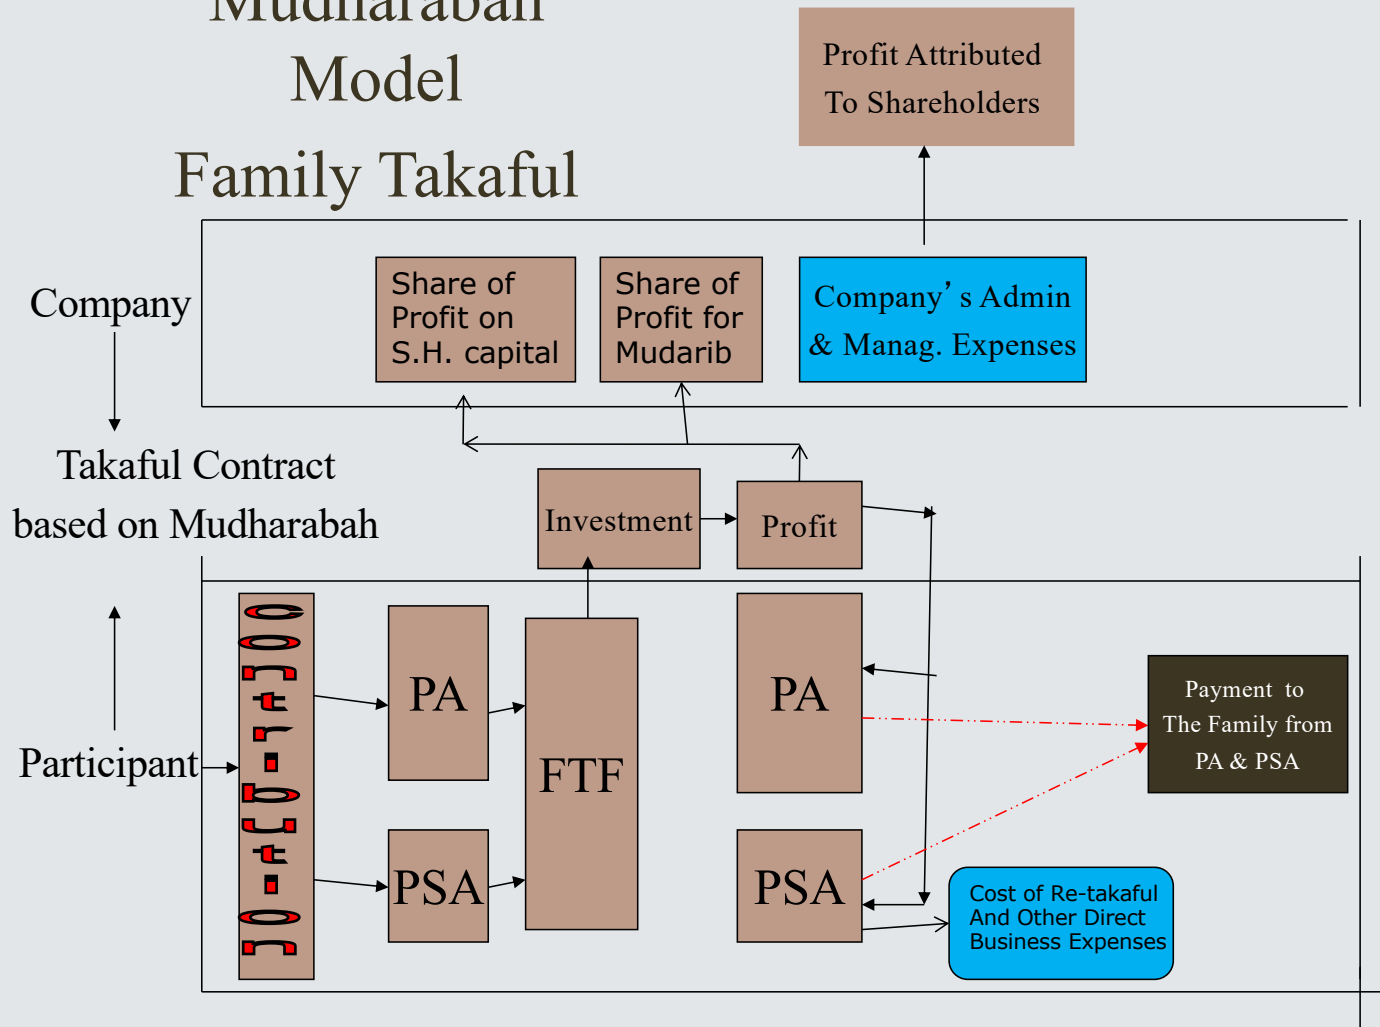 Mudharabah
Model
Family Takaful
Profit Attributed
To Shareholders
Company
Share of
Profit on
S.H. capital
Share of
Profit for
Mudarib
Company’ s Admin
& Manag. Expenses
Takaful Contract
based on Mudharabah
Investment
Profit
Participant
Contribution
PA
PSA
FTF
PA
PSA
Payment to
The Family from
PA & PSA
Cost of Re-takaful
And Other Direct
Business Expenses